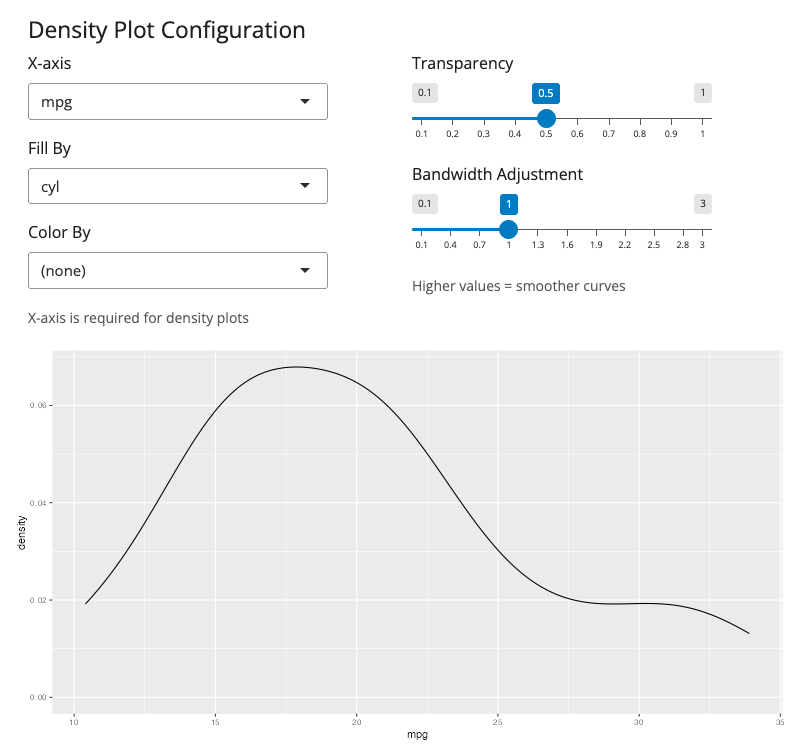 Density Plot Configuration
X-axis
mpg
Fill By
cyl
Color By
(none)
X-axis is required for density plots
Transparency
0.1 0.5 1
0.1 0.2 0.3 0.4 0.5 0.6 0.7 0.8 0.9 1
Bandwidth Adjustment
0.1 1 3
0.1 0.4 0.7 1 1.3 1.6 1.9 2.2 2.5 2.8 3
Higher values = smoother curves
0.06
0.04
0.02
0.00
density
10 15 20 25 30 35
mpg